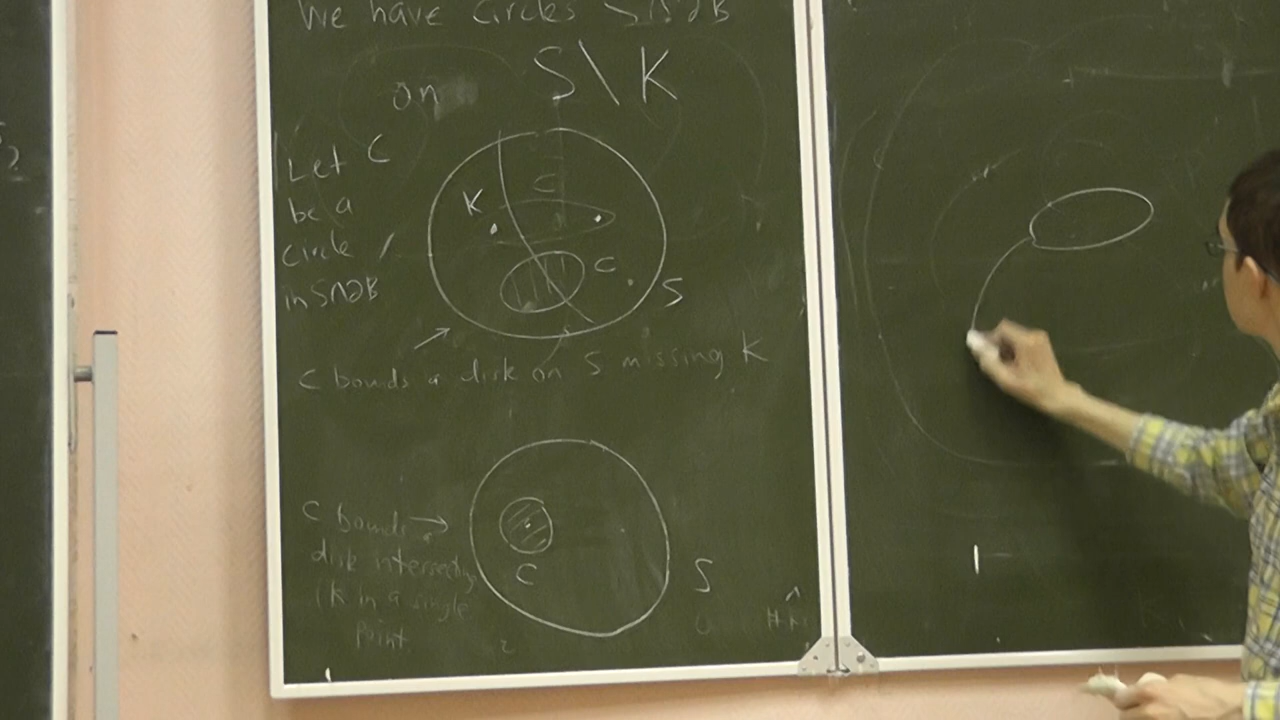 We have circles S∩∂B
on S\K
Let C
be a
circle
in S∩∂B
C
K
C
S
C bounds a disk on S missing K
C bounds →
disk intersecting
K in a single
point
C
S